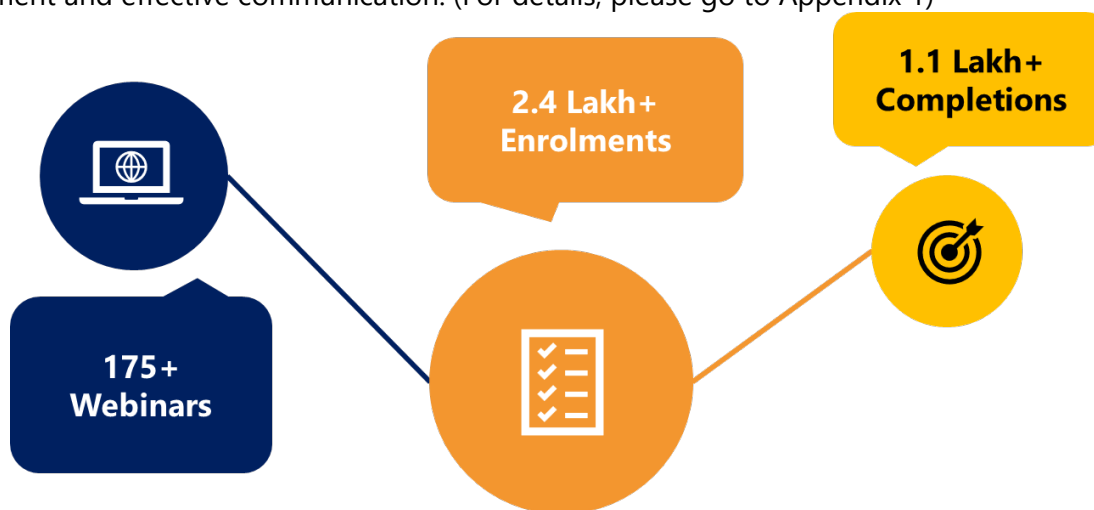 ment and effective communication. (For details, please go to Appendix 1)
2.4 Lakh+
Enrolments
1.1 Lakh+
Completions
175+
Webinars